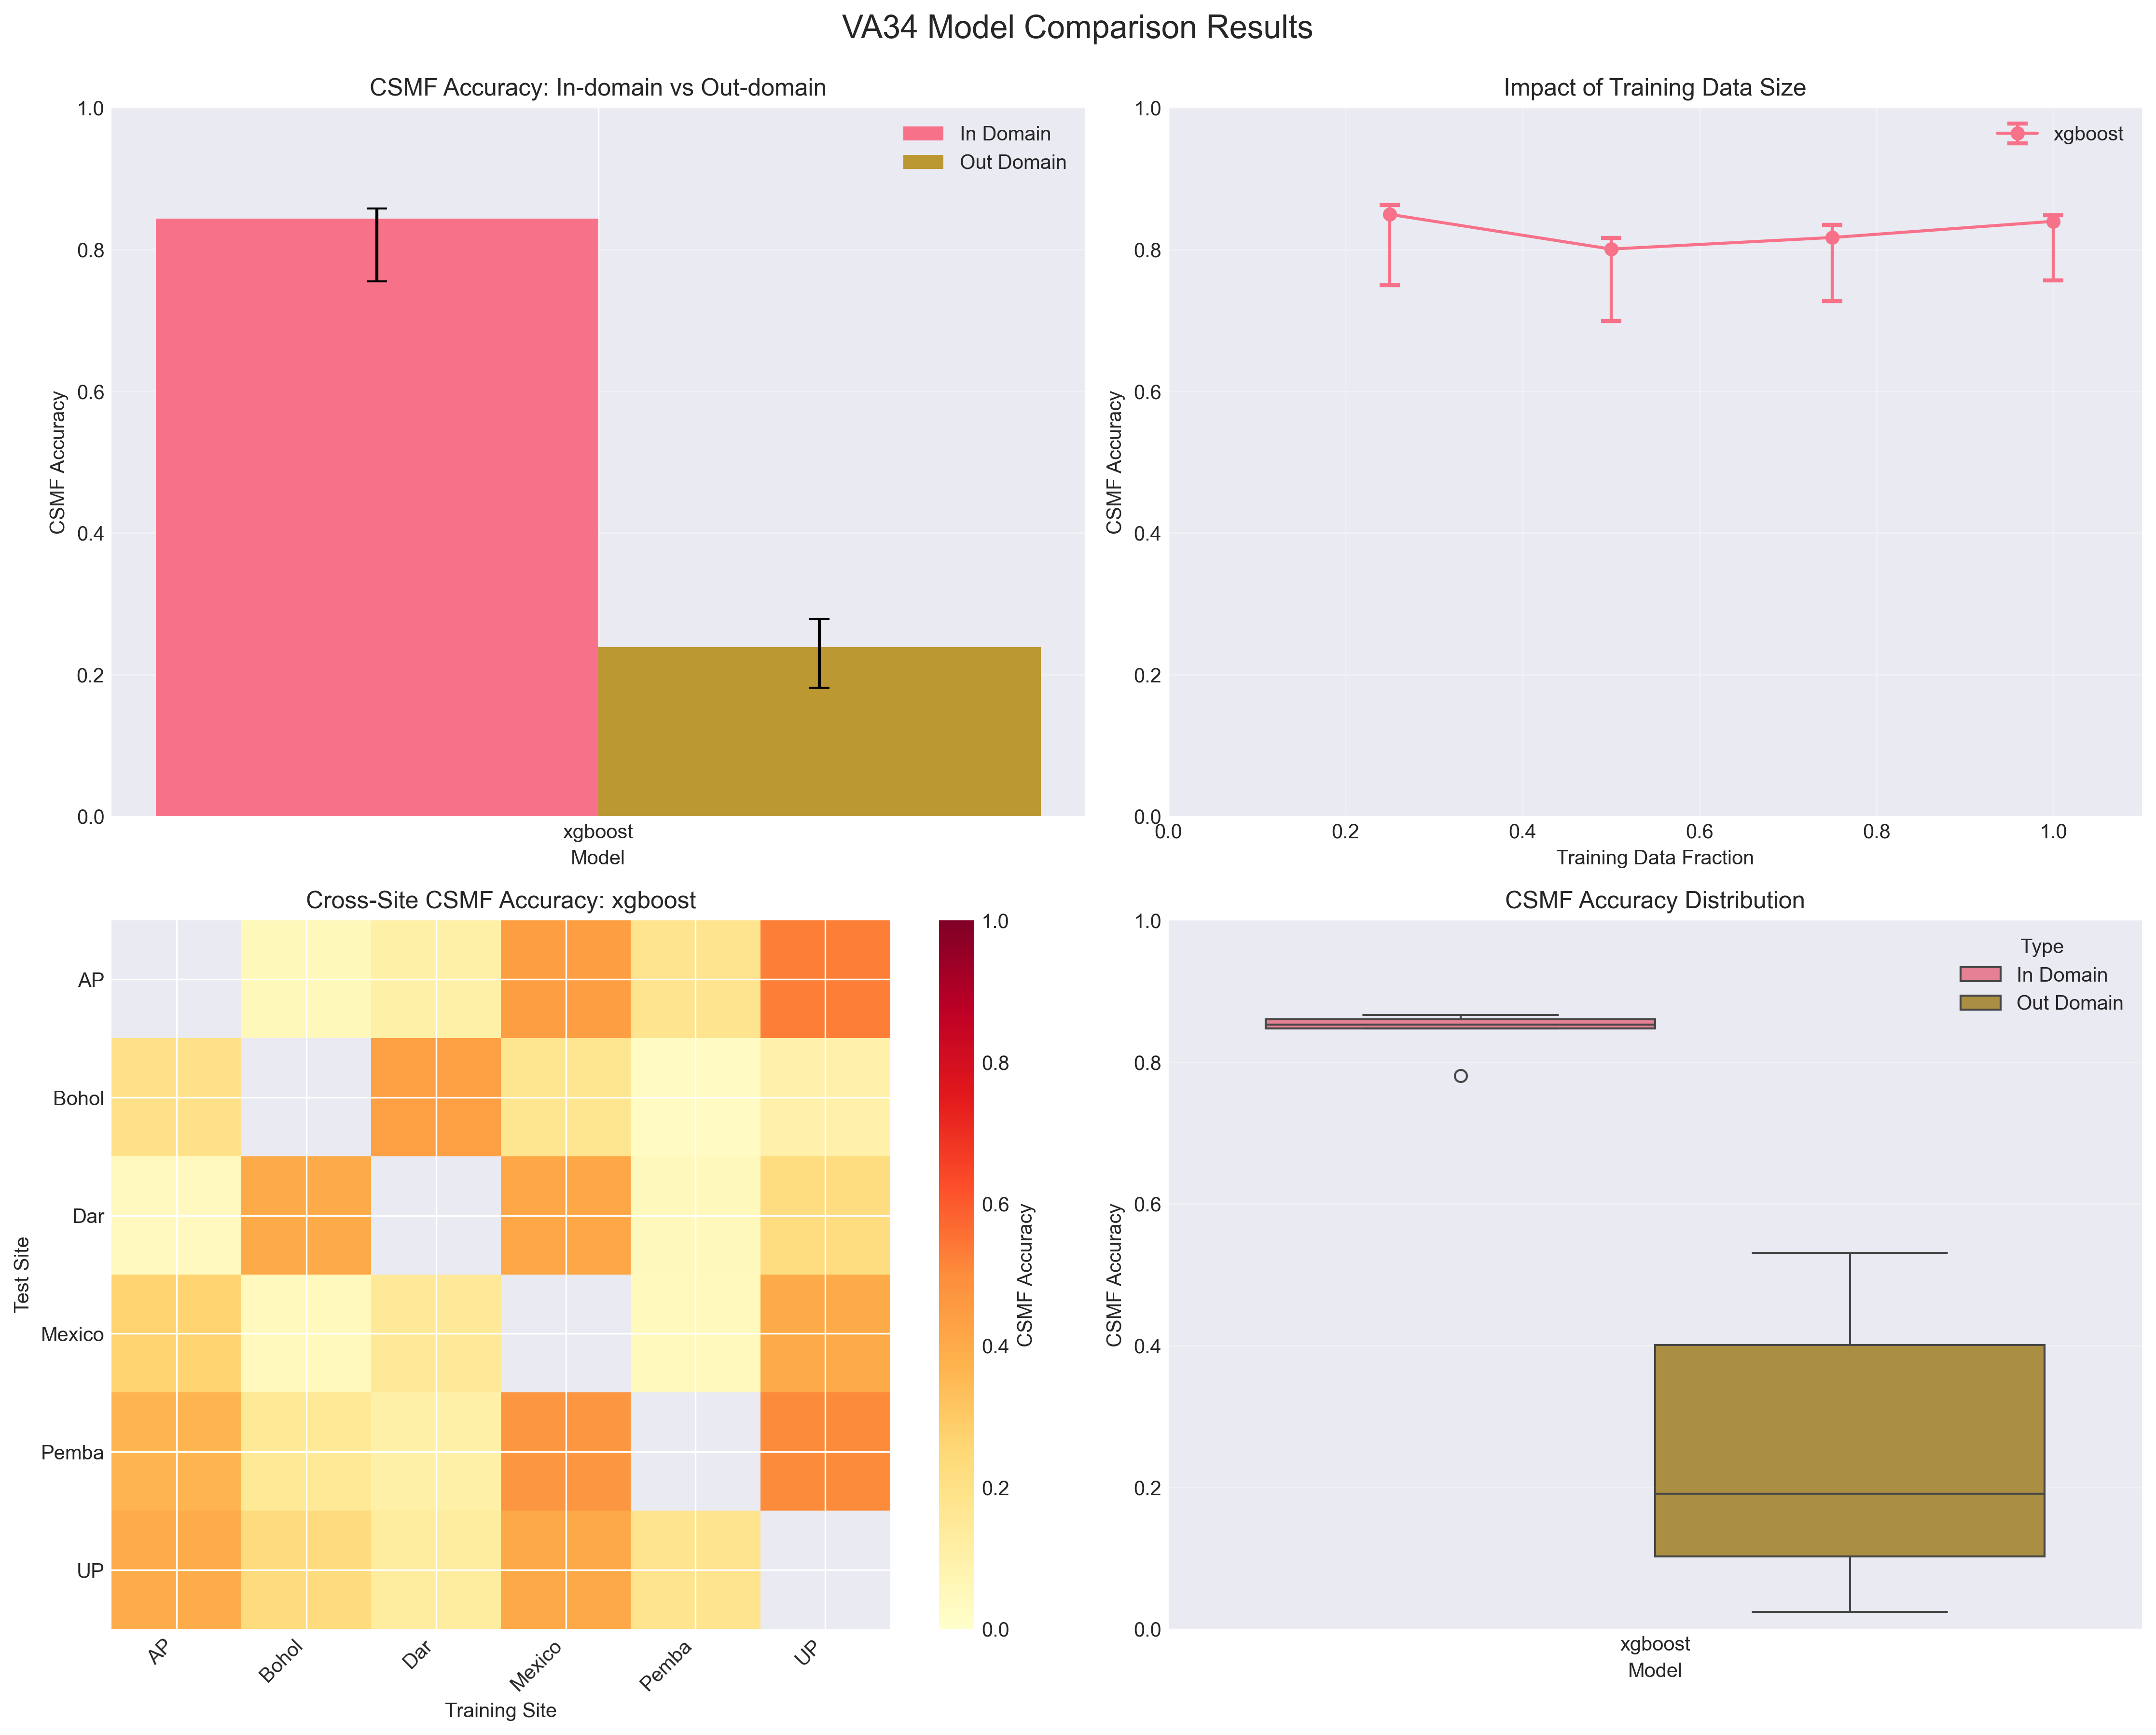 VA34 Model Comparison Results
CSMF Accuracy: In-domain vs Out-domain
CSMF Accuracy
1.0
0.8
0.6
0.4
0.2
0.0
In Domain
Out Domain
xgboost
Model
Impact of Training Data Size
CSMF Accuracy
1.0
0.8
0.6
0.4
0.2
0.0
xgboost
0.0
0.2
0.4
0.6
0.8
1.0
Training Data Fraction
Cross-Site CSMF Accuracy: xgboost
Test Site
AP
Bohol
Dar
Mexico
Pemba
UP
AP
Bohol
Dar
Mexico
Pemba
UP
Training Site
1.0
0.8
0.6
0.4
0.2
0.0
CSMF Accuracy
CSMF Accuracy Distribution
CSMF Accuracy
1.0
0.8
0.6
0.4
0.2
0.0
Type
In Domain
Out Domain
xgboost
Model